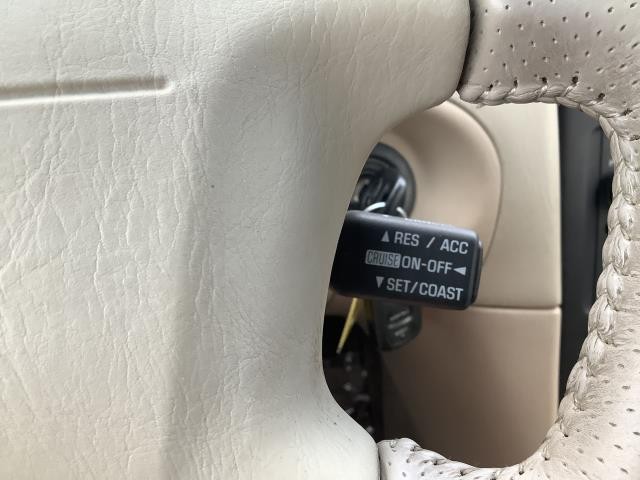 ▲ RES / ACC
CRUISE ON-OFF ◄
▼ SET/COAST